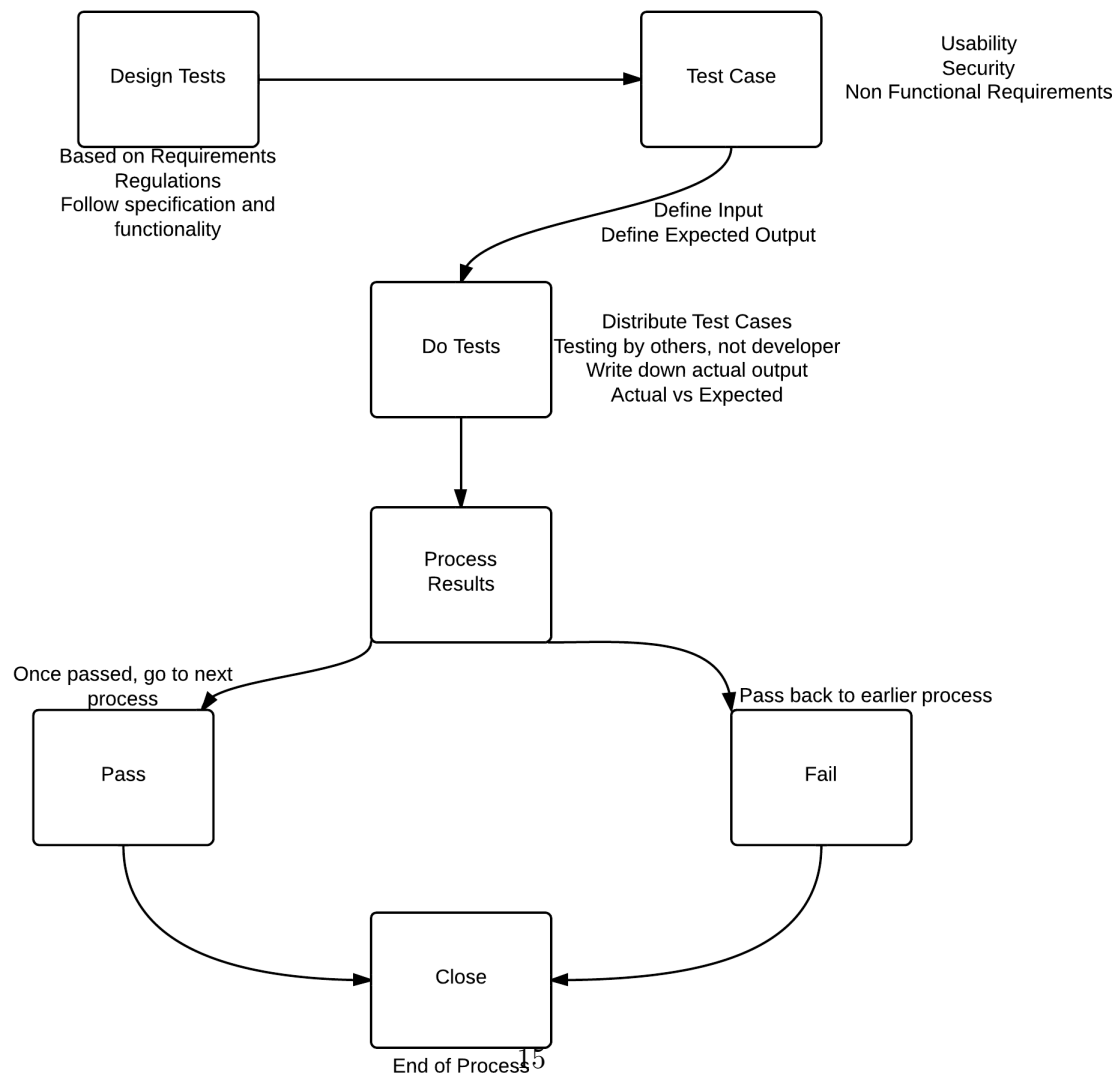 Design Tests
Test Case
Usability
Security
Non Functional Requirements
Based on Requirements
Regulations
Follow specification and
functionality
Define Input
Define Expected Output
Do Tests
Distribute Test Cases
Testing by others, not developer
Write down actual output
Actual vs Expected
Process
Results
Once passed, go to next
process
Pass back to earlier process
Pass
Fail
Close
End of Process
15